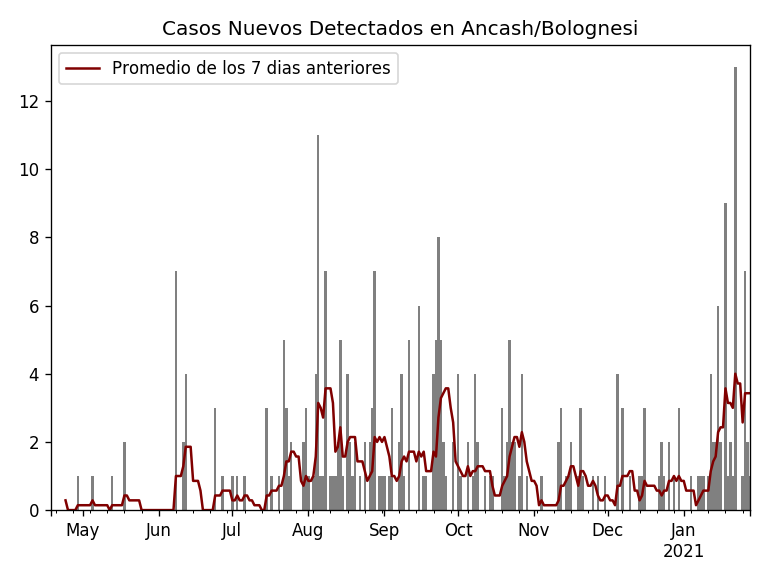 Casos Nuevos Detectados en Ancash/Bolognesi
Promedio de los 7 dias anteriores
12
10
8
6
4
2
0
May Jun Jul Aug Sep Oct Nov Dec Jan
2021